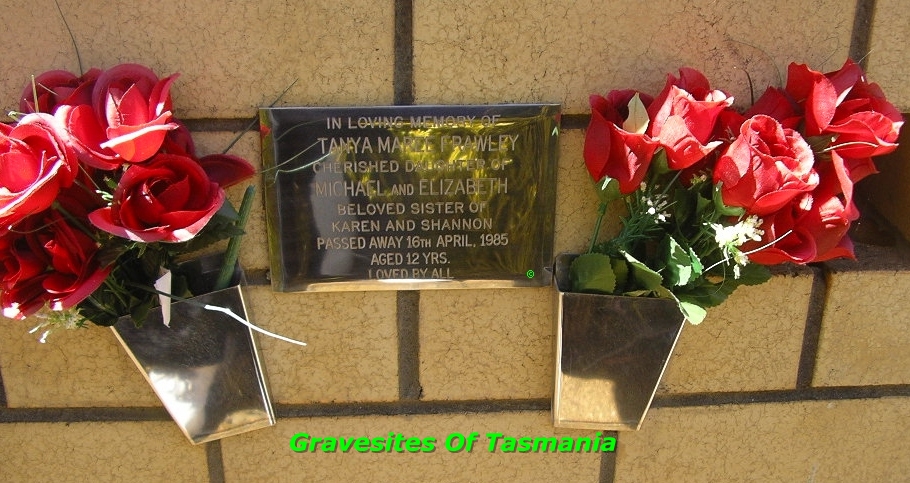 IN LOVING MEMORY OF
TANYA MAREE FRAWLEY
CHERISHED DAUGHTER OF
MICHAEL AND ELIZABETH
BELOVED SISTER OF
KAREN AND SHANNON
PASSED AWAY 16TH APRIL, 1985
AGED 12 YRS.
LOVED BY ALL
©
Gravesites Of Tasmania